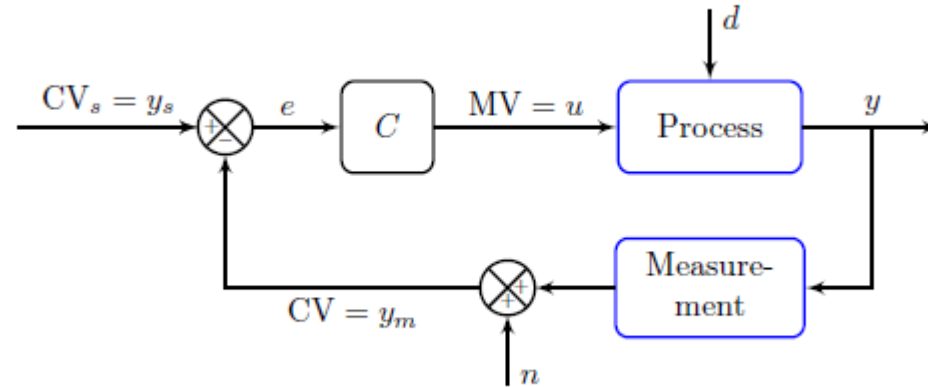 d
CVₛ = yₛ
e
C
MV = u
Process
y
+
−
Measure-
ment
+
+
CV = yₘ
n